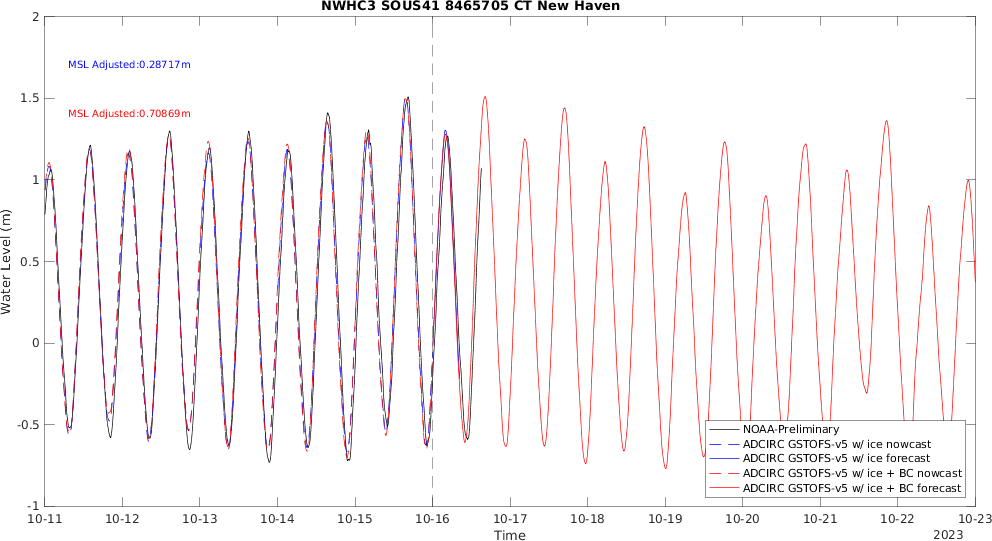 NWHC3 SOUS41 8465705 CT New Haven
2
MSL Adjusted:0.28717m
1.5
MSL Adjusted:0.70869m
1
0.5
Water Level (m)
0
-0.5
NOAA-Preliminary
ADCIRC GSTOFS-v5 w/ ice nowcast
ADCIRC GSTOFS-v5 w/ ice forecast
ADCIRC GSTOFS-v5 w/ ice + BC nowcast
ADCIRC GSTOFS-v5 w/ ice + BC forecast
-1
10-11 10-12 10-13 10-14 10-15 10-16 10-17 10-18 10-19 10-20 10-21 10-22 10-23
Time 2023